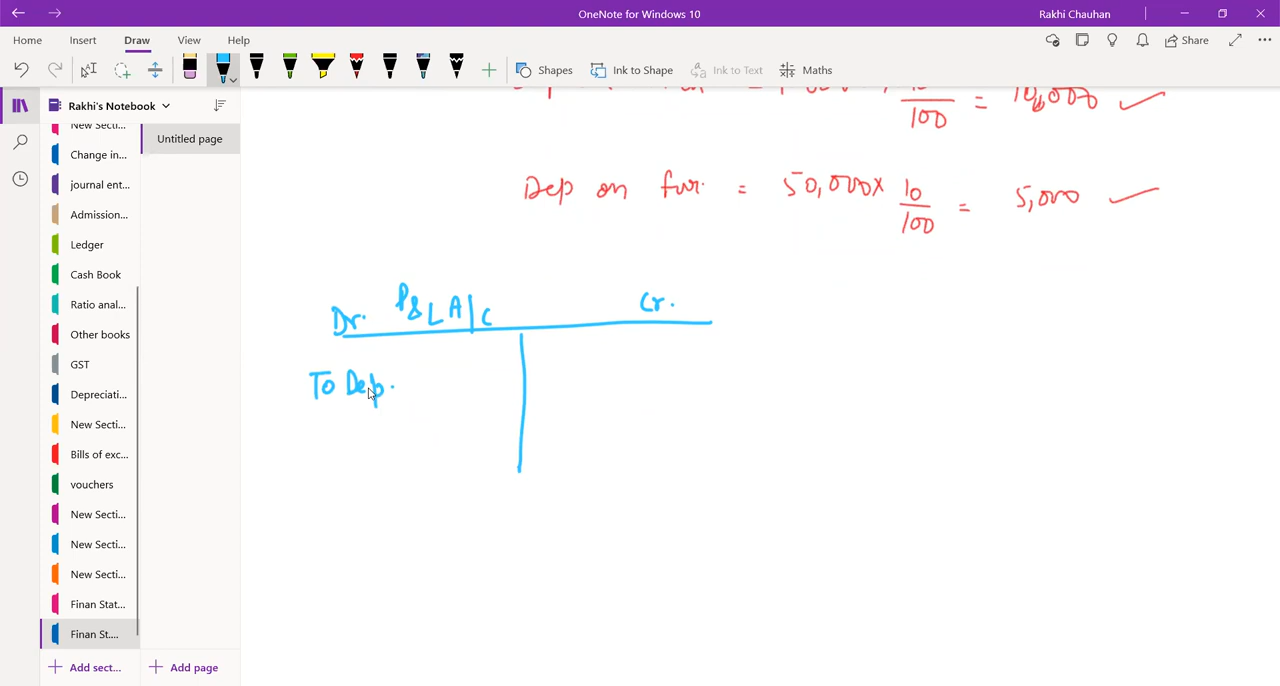 OneNote for Windows 10
Rakhi Chauhan
Home
Insert
Draw
View
Help
Share
Shapes
Ink to Shape
Ink to Text
Maths
Rakhi's Notebook
Untitled page
New Secti...
Change in...
journal ent...
Admission...
Ledger
Cash Book
Ratio anal...
Other books
GST
Depreciati...
New Sectio...
Bills of exc...
vouchers
New Secti...
New Secti...
New Secti...
Finan Stat...
Finan St....
Add sect...
Add page
100 = 10,000
Dep on fur. = 50,000 x 10/100 = 5,000
Dr. P&L A/C Cr.
To Dep.